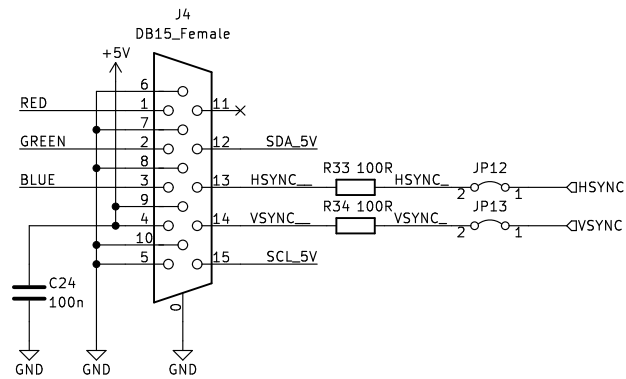 J4
DB15_Female
+5V
6
RED
1
11
7
GREEN
2
12
SDA_5V
8
R33 100R
JP12
BLUE
3
13
HSYNC__
HSYNC_
2
1
HSYNC
9
R34 100R
JP13
4
14
VSYNC__
VSYNC_
2
1
VSYNC
10
5
15
SCL_5V
C24
100n
0
GND
GND
GND